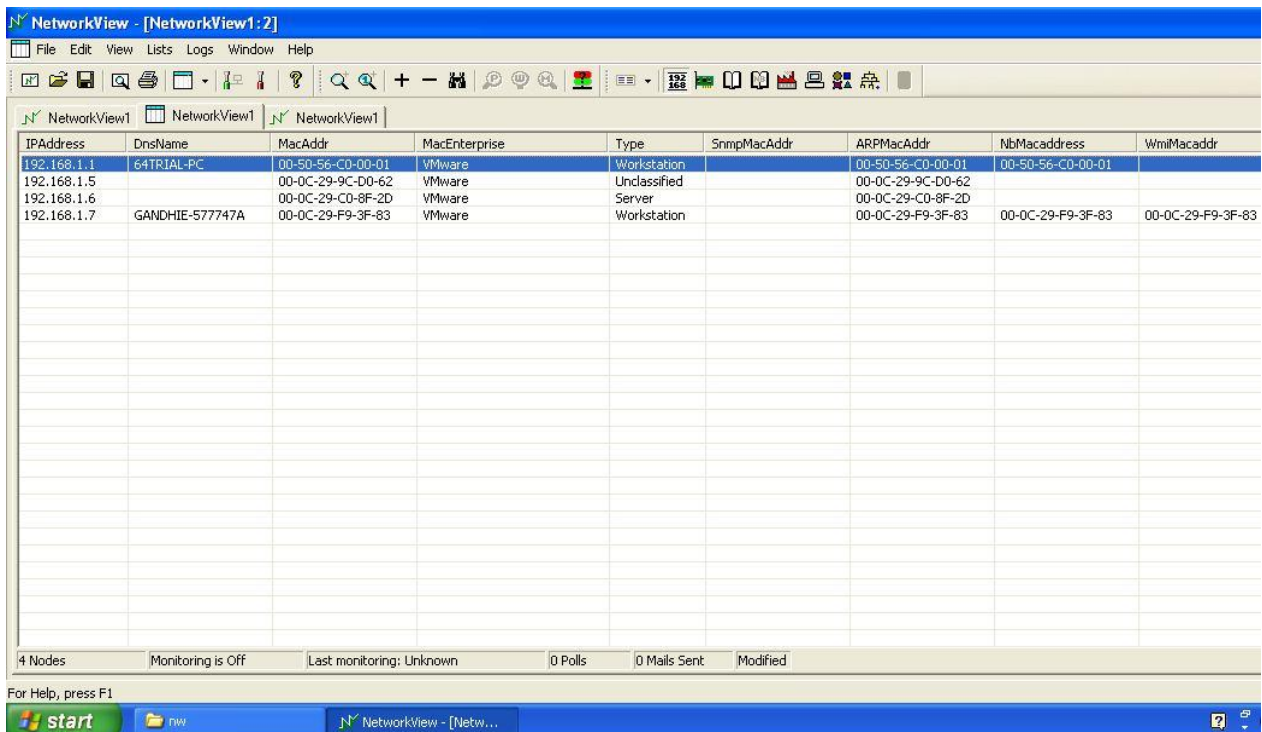 NetworkView - [NetworkView1:2]
File Edit View Lists Logs Window Help
192 168
NetworkView1 NetworkView1 NetworkView1
IPAddress DnsName MacAddr MacEnterprise Type SnmpMacAddr ARPMacAddr NbMacaddress WmiMacaddr
192.168.1.1 64TRIAL-PC 00-50-56-C0-00-01 VMware Workstation 00-50-56-C0-00-01 00-50-56-C0-00-01
192.168.1.5 00-0C-29-9C-D0-62 VMware Unclassified 00-0C-29-9C-D0-62
192.168.1.6 00-0C-29-C0-8F-2D VMware Server 00-0C-29-C0-8F-2D
192.168.1.7 GANDHIE-577747A 00-0C-29-F9-3F-83 VMware Workstation 00-0C-29-F9-3F-83 00-0C-29-F9-3F-83 00-0C-29-F9-3F-83
4 Nodes Monitoring is Off Last monitoring: Unknown 0 Polls 0 Mails Sent Modified
For Help, press F1
start nw NetworkView - [Netw...